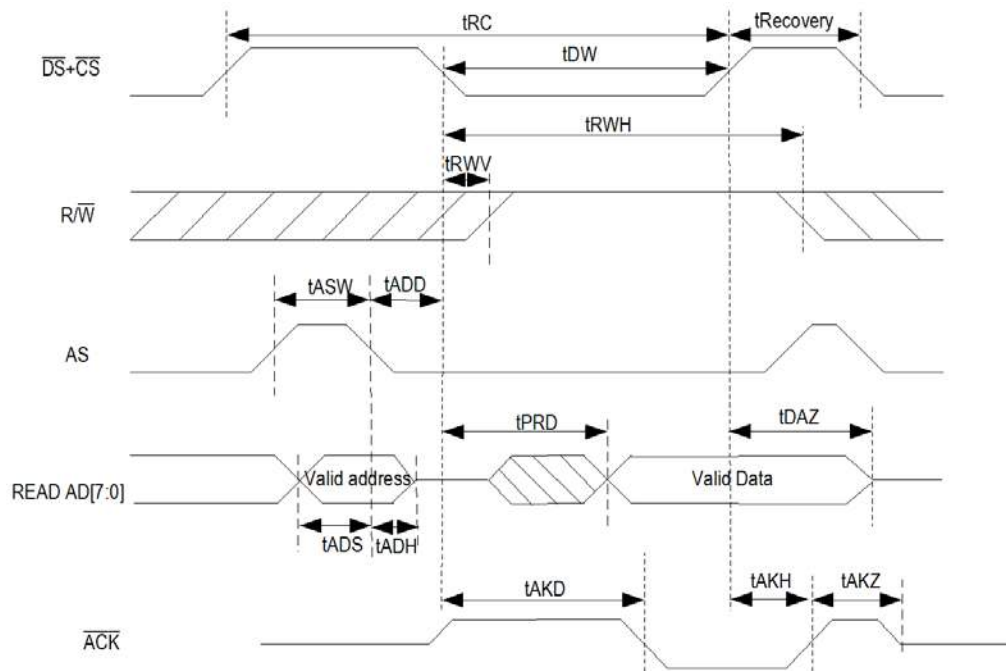 tRC
tRecovery
DS+CS
tDW
tRWH
tRWV
R/W
tASW
tADD
AS
tPRD
tDAZ
READ AD[7:0]
Valid address
Valid Data
tADS
tADH
tAKD
tAKH
tAKZ
ACK